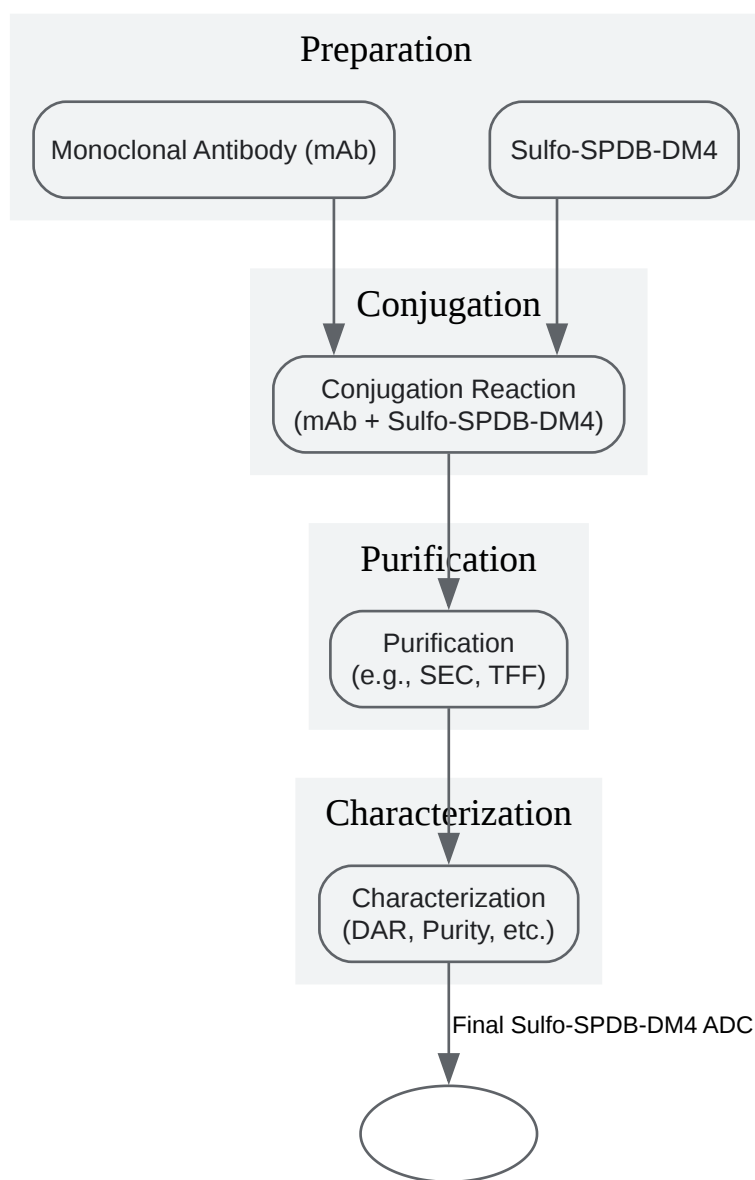 Preparation
Monoclonal Antibody (mAb)
Sulfo-SPDB-DM4
Conjugation
Conjugation Reaction
(mAb + Sulfo-SPDB-DM4)
Purification
Purification
(e.g., SEC, TFF)
Characterization
Characterization
(DAR, Purity, etc.)
Final Sulfo-SPDB-DM4 ADC